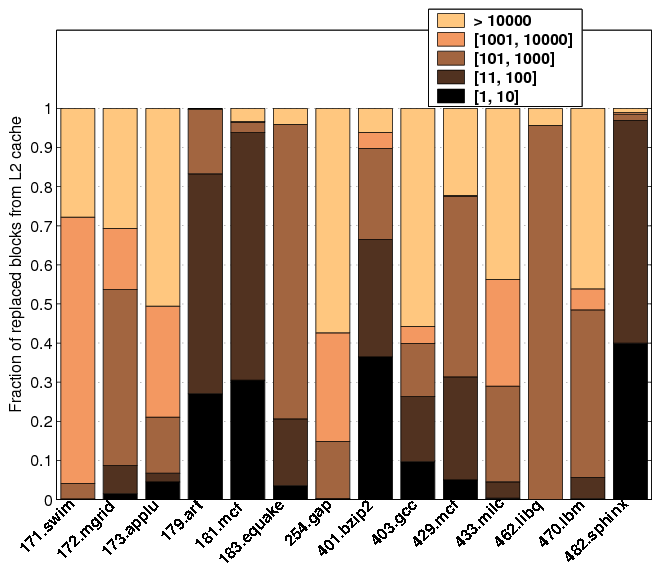 > 10000
[1001, 10000]
[101, 1000]
[11, 100]
[1, 10]
Fraction of replaced blocks from L2 cache
1
0.9
0.8
0.7
0.6
0.5
0.4
0.3
0.2
0.1
0
171.swim
172.mgrid
173.applu
179.art
181.mcf
183.equake
254.gap
401.bzip2
403.gcc
429.mcf
433.milc
462.libq
470.lbm
482.sphinx